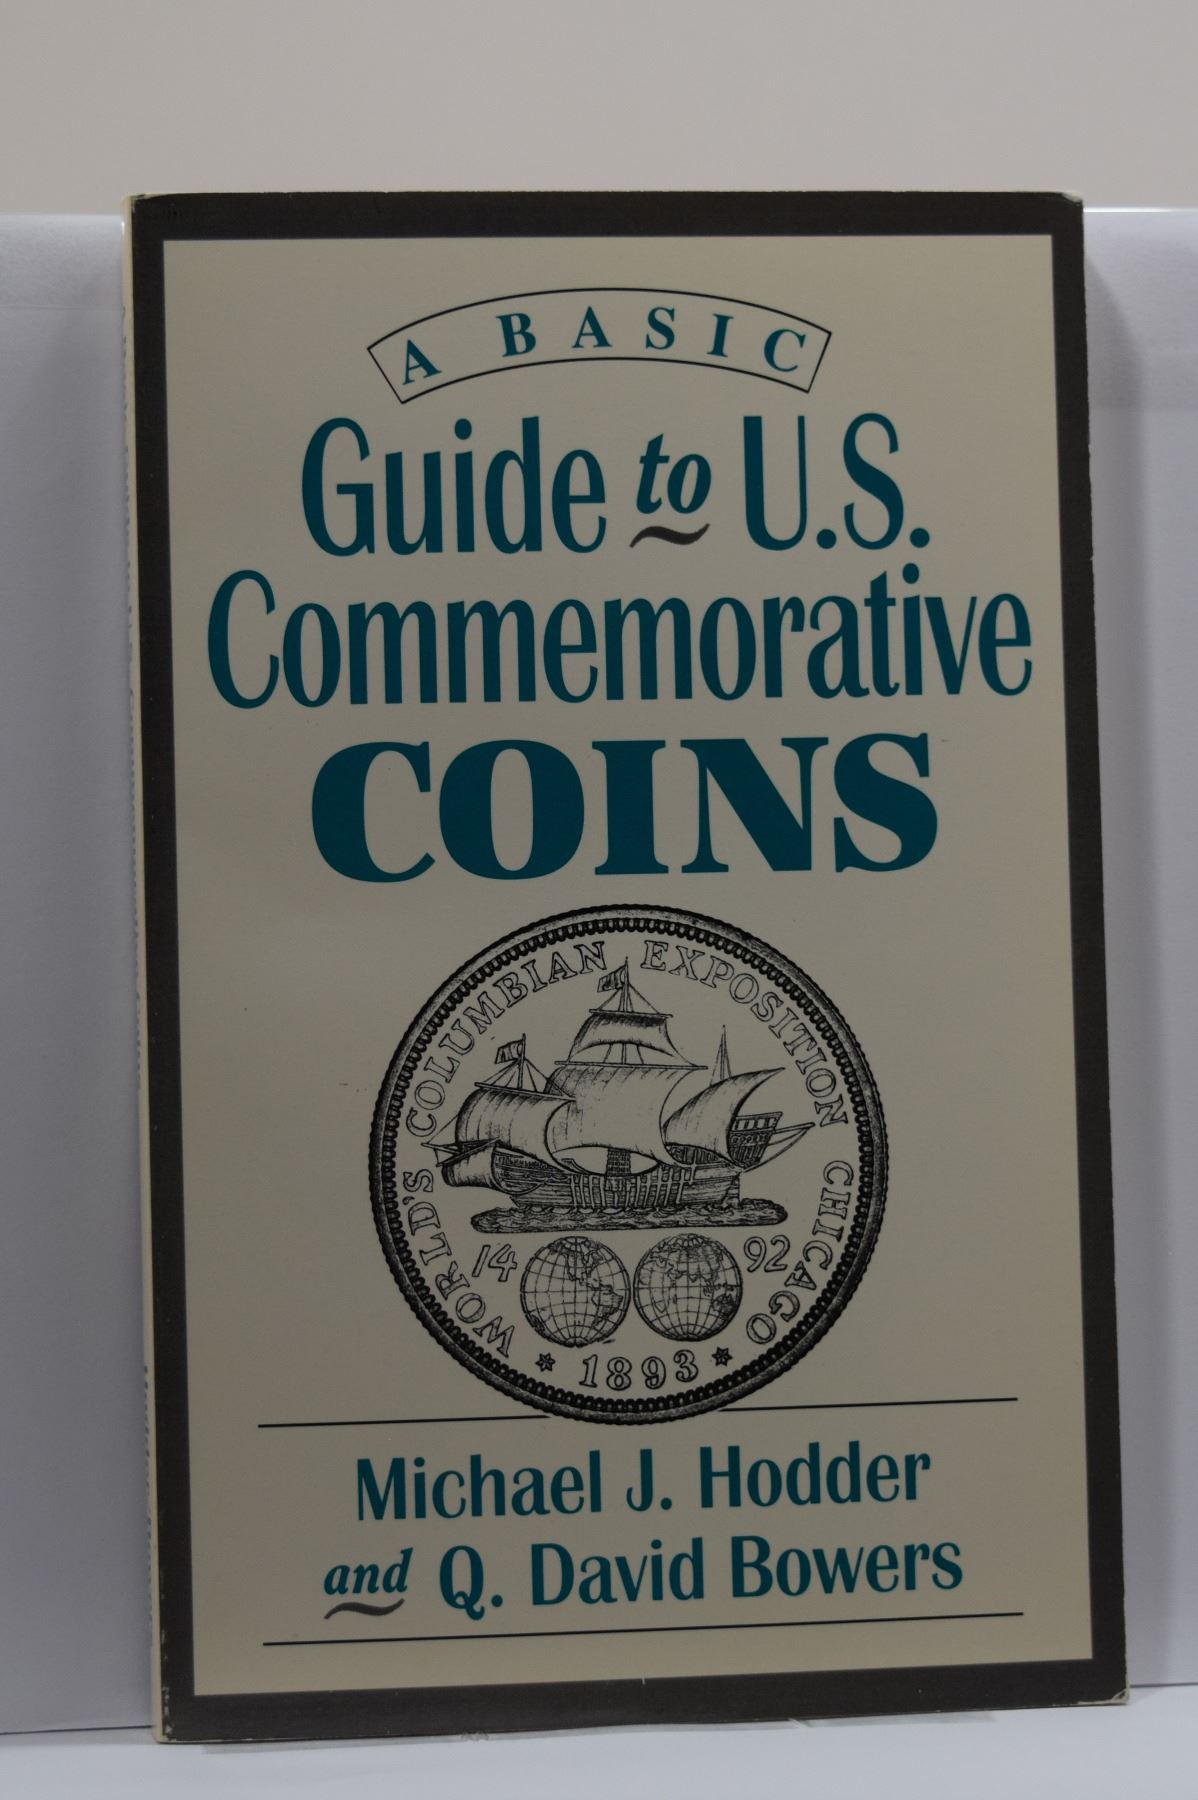 A BASIC
Guide to U.S.
Commemorative
COINS
WORLD'S COLUMBIAN EXPOSITION CHICAGO
14 92
* 1893 *
Michael J. Hodder
and Q. David Bowers